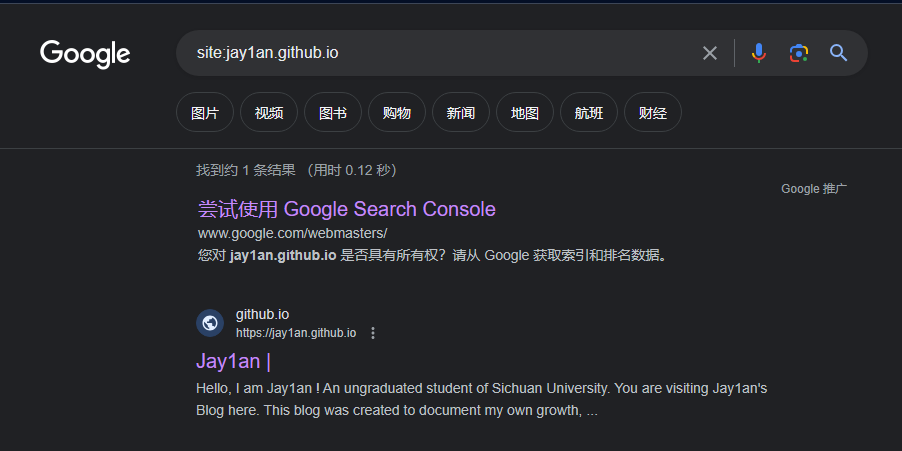 Google
site:jay1an.github.io
图片 视频 图书 购物 新闻 地图 航班 财经
找到约 1 条结果 （用时 0.12 秒）
Google 推广
尝试使用 Google Search Console
www.google.com/webmasters/
您对 jay1an.github.io 是否具有所有权？请从 Google 获取索引和排名数据。
github.io
https://jay1an.github.io
Jay1an |
Hello, I am Jay1an ! An ungraduated student of Sichuan University. You are visiting Jay1an's
Blog here. This blog was created to document my own growth, ...